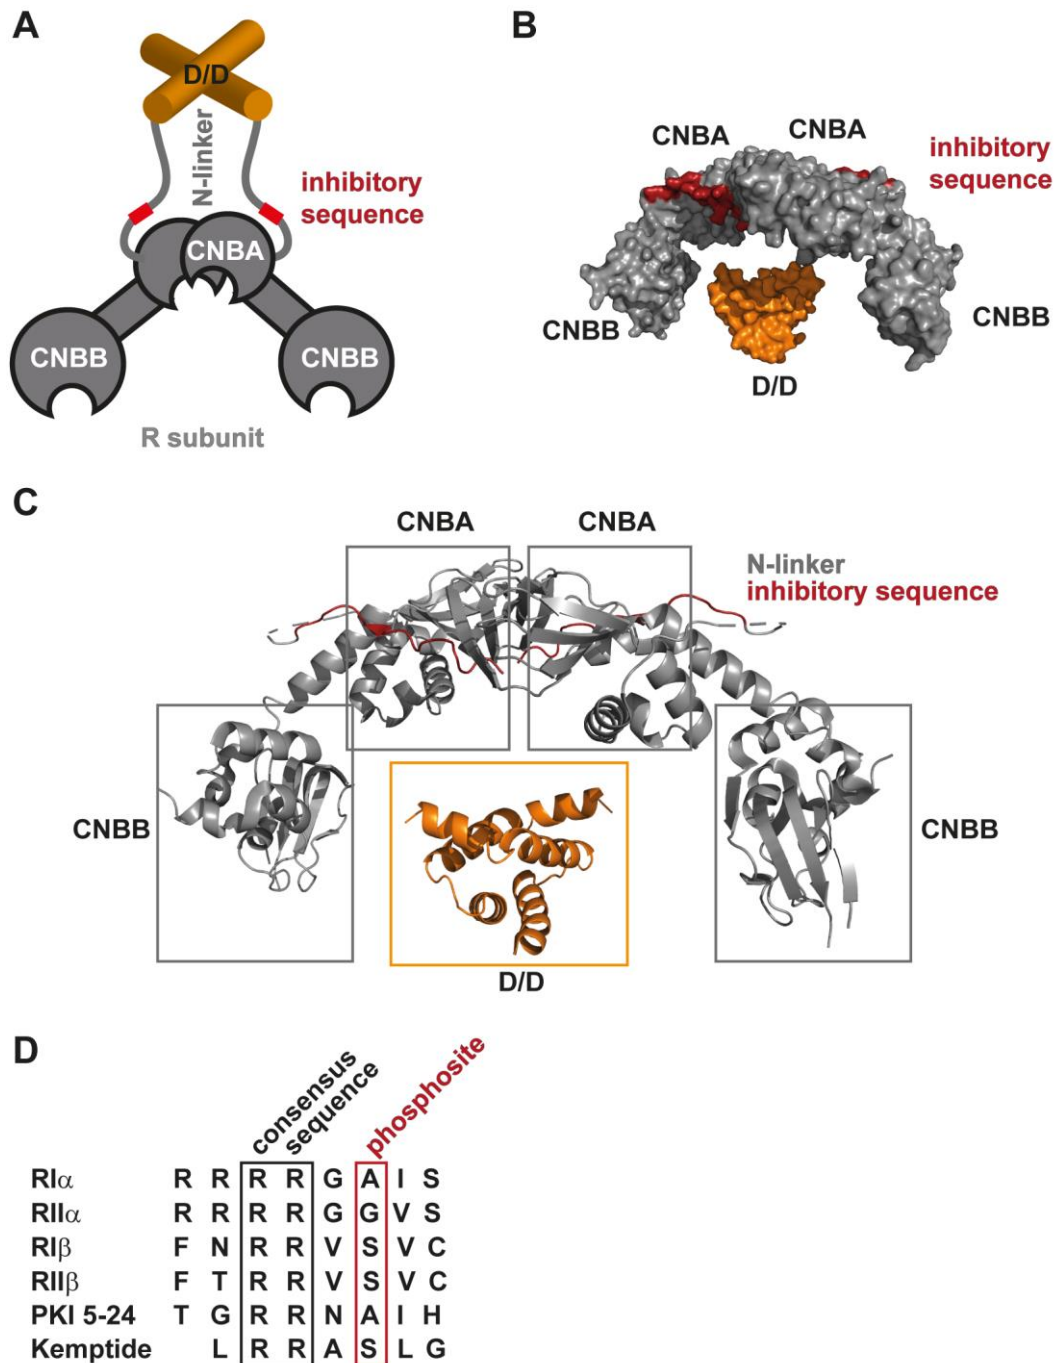 A
D/D
N-linker
inhibitory
sequence
CNBA
CNBB
CNBB
R subunit
B
CNBA
CNBA
inhibitory
sequence
CNBB
CNBB
D/D
C
CNBA
CNBA
N-linker
inhibitory sequence
CNBB
CNBB
D/D
D
consensus
sequence
phosphosite
RIα R R R R G A I S
RIIα R R R R G G V S
RIβ F N R R V S V C
RIIβ F T R R V S V C
PKI 5-24 T G R R N A I H
Kemptide L R R A S L G